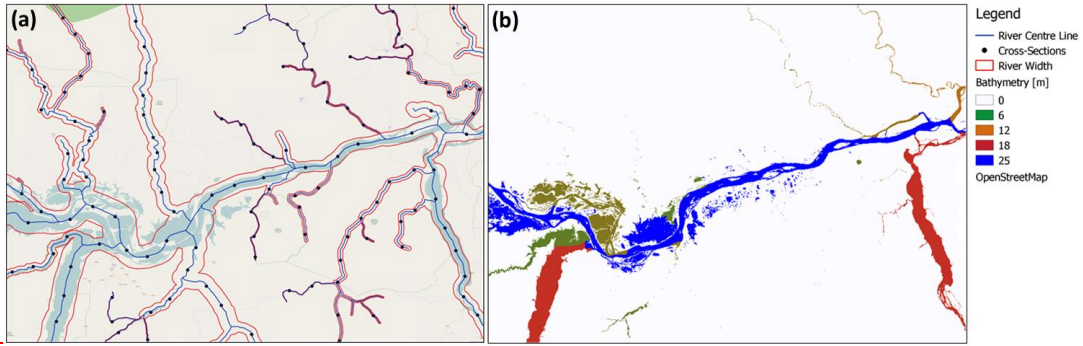 (a)
(b)
Legend
River Centre Line
Cross-Sections
River Width
Bathymetry [m]
0
6
12
18
25
OpenStreetMap